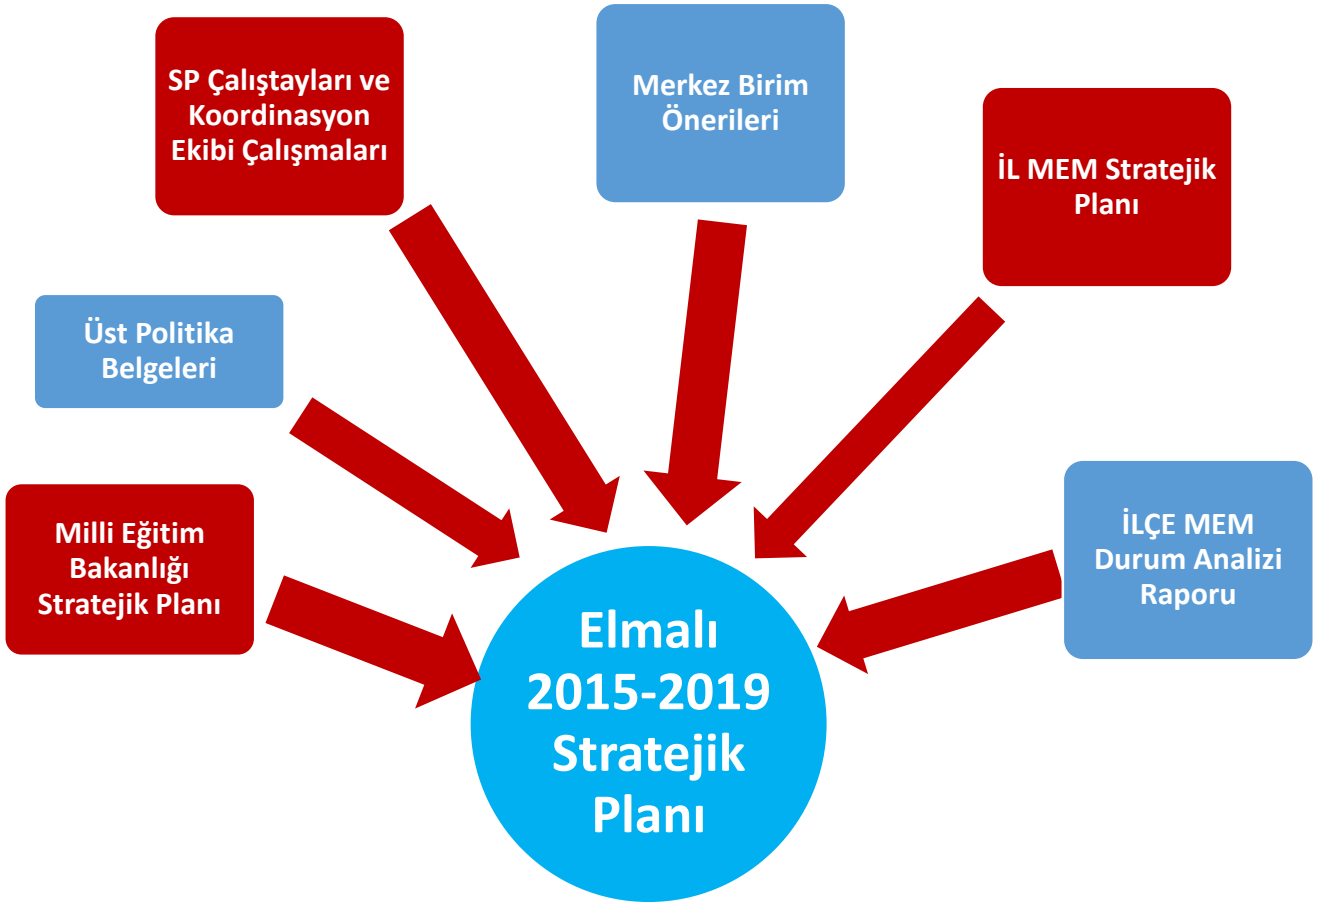 SP Çalıştayları ve
Koordinasyon
Ekibi Çalışmaları
Merkez Birim
Önerileri
İL MEM Stratejik
Planı
Üst Politika
Belgeleri
Milli Eğitim
Bakanlığı
Stratejik Planı
İLÇE MEM
Durum Analizi
Raporu
Elmalı
2015-2019
Stratejik
Planı